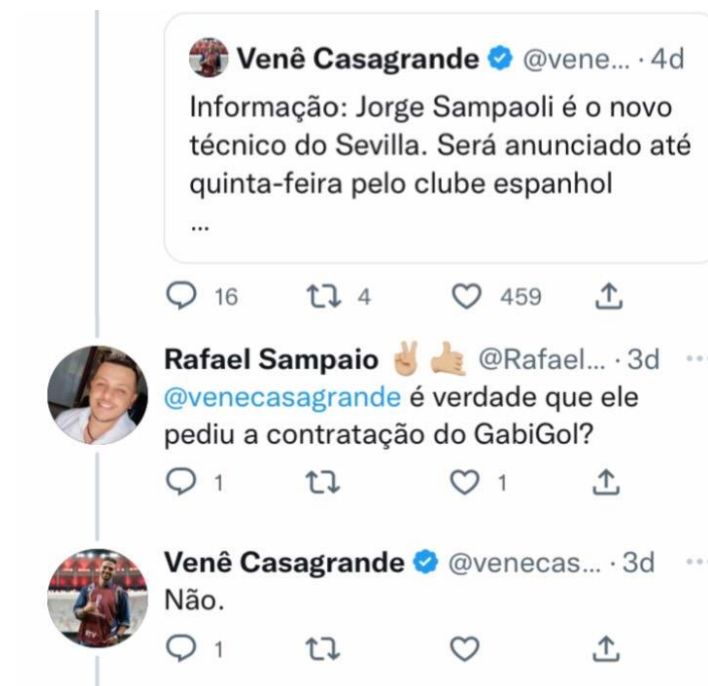 Venê Casagrande @vene... · 4d
Informação: Jorge Sampaoli é o novo
técnico do Sevilla. Será anunciado até
quinta-feira pelo clube espanhol
...
16 4 459
Rafael Sampaio ✌🏼 🤙🏼 @Rafael... · 3d ...
@venecasagrande é verdade que ele
pediu a contratação do GabiGol?
1 1
Venê Casagrande @venecas... · 3d ...
Não.
1